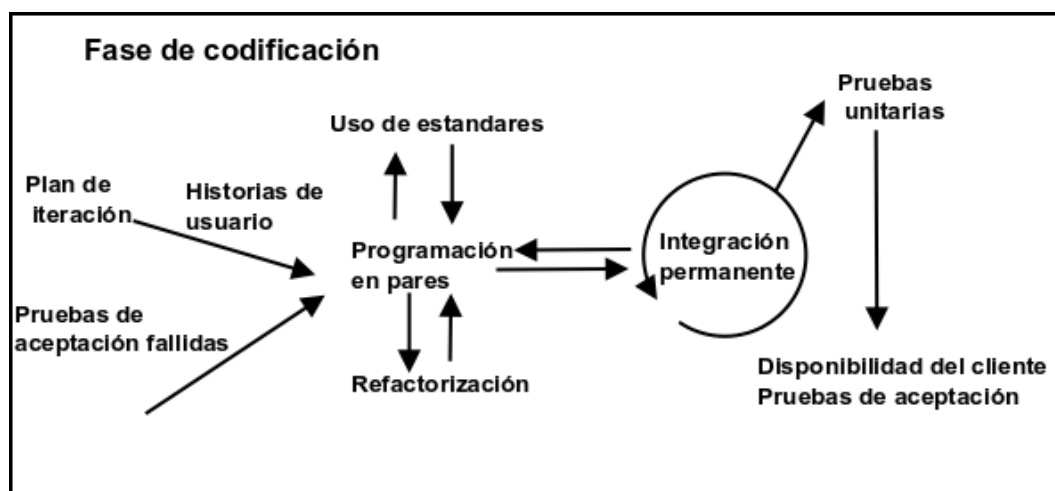 Fase de codificación
Pruebas
unitarias
Uso de estandares
Plan de
iteración
Historias de
usuario
Programación
en pares
Integración
permanente
Pruebas de
aceptación fallidas
Refactorización
Disponibilidad del cliente
Pruebas de aceptación